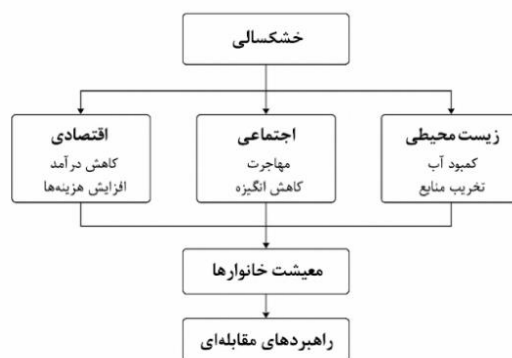 خشکسالی
زیست‌محیطی
کمبود آب
تخریب منابع
اجتماعی
مهاجرت
کاهش انگیزه
اقتصادی
کاهش درآمد
افزایش هزینه‌ها
معیشت خانوارها
راهبردهای مقابله‌ای